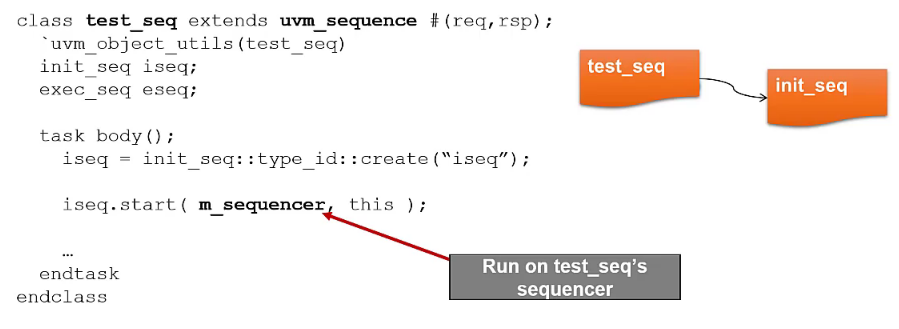 class test_seq extends uvm_sequence #(req,rsp);
`uvm_object_utils(test_seq)
init_seq iseq;
exec_seq eseq;
task body();
iseq = init_seq::type_id::create(“iseq”);
iseq.start( m_sequencer, this );
…
endtask
endclass
test_seq
init_seq
Run on test_seq’s
sequencer